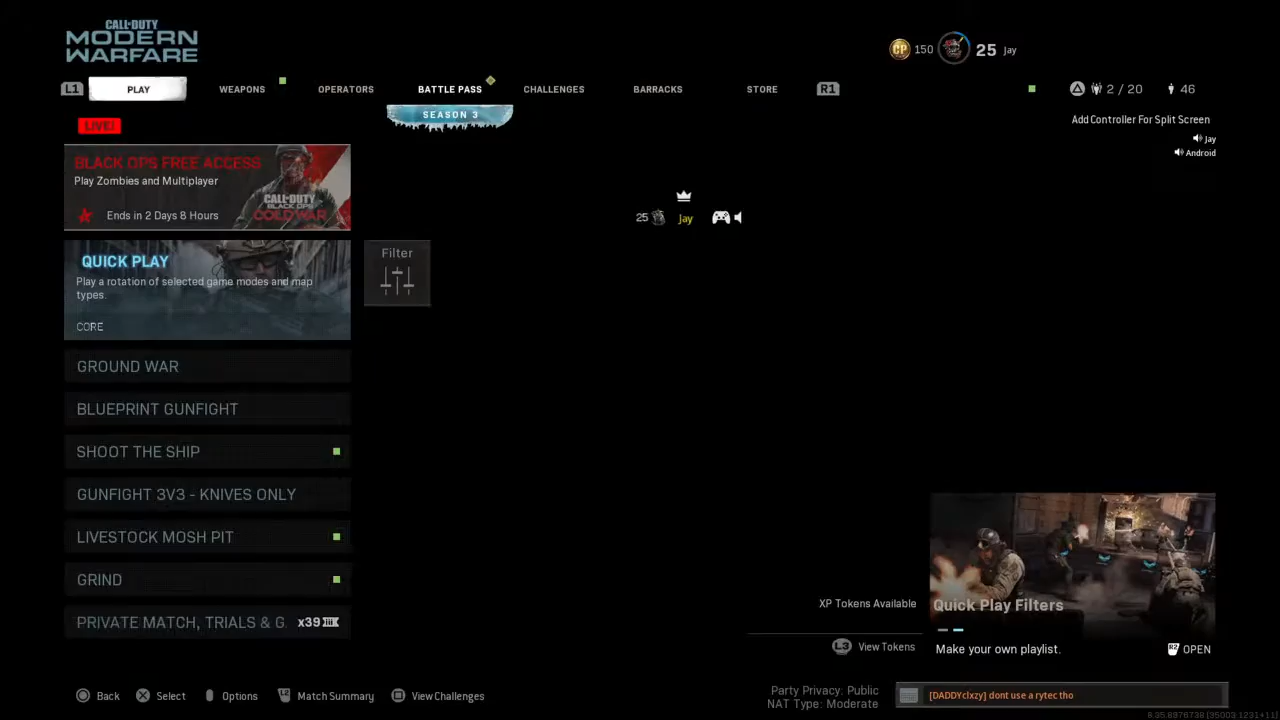 CALL·DUTY
MODERN
WARFARE
CP 150 25 Jay
L1 PLAY WEAPONS OPERATORS BATTLE PASS CHALLENGES BARRACKS STORE R1 2 / 20 46
SEASON 3
Add Controller For Split Screen
Jay
Android
LIVE!
BLACK OPS FREE ACCESS
Play Zombies and Multiplayer
CALL·DUTY
BLACK OPS
COLD WAR
Ends in 2 Days 8 Hours
25 Jay
QUICK PLAY
Play a rotation of selected game modes and map
types.
CORE
Filter
GROUND WAR
BLUEPRINT GUNFIGHT
SHOOT THE SHIP
GUNFIGHT 3V3 - KNIVES ONLY
LIVESTOCK MOSH PIT
GRIND
PRIVATE MATCH, TRIALS & G. x39
XP Tokens Available
L3 View Tokens
Quick Play Filters
Make your own playlist.
R2 OPEN
Back Select Options L2 Match Summary View Challenges
Party Privacy: Public
NAT Type: Moderate
[DADDYclxzy] dont use a rytec tho